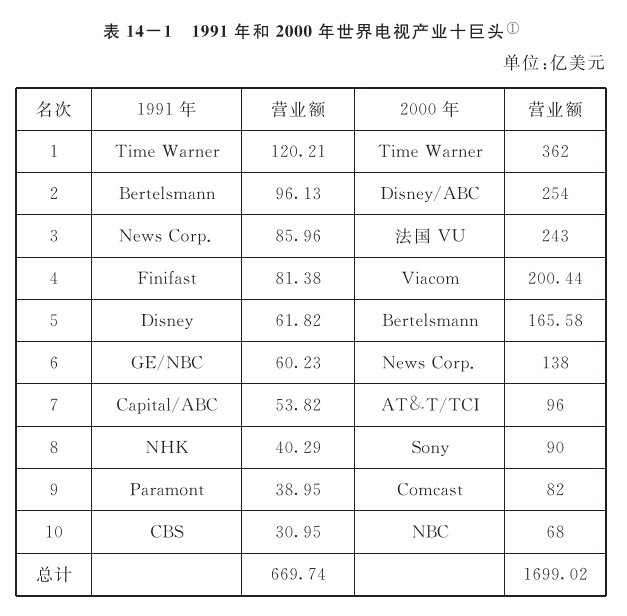 表 14—1 1991 年和 2000 年世界电视产业十巨头①
单位:亿美元
名次 1991 年 营业额 2000 年 营业额
1 Time Warner 120.21 Time Warner 362
2 Bertelsmann 96.13 Disney/ABC 254
3 News Corp. 85.96 法国 VU 243
4 Finifast 81.38 Viacom 200.44
5 Disney 61.82 Bertelsmann 165.58
6 GE/NBC 60.23 News Corp. 138
7 Capital/ABC 53.82 AT&T/TCI 96
8 NHK 40.29 Sony 90
9 Paramont 38.95 Comcast 82
10 CBS 30.95 NBC 68
总计 669.74 1699.02